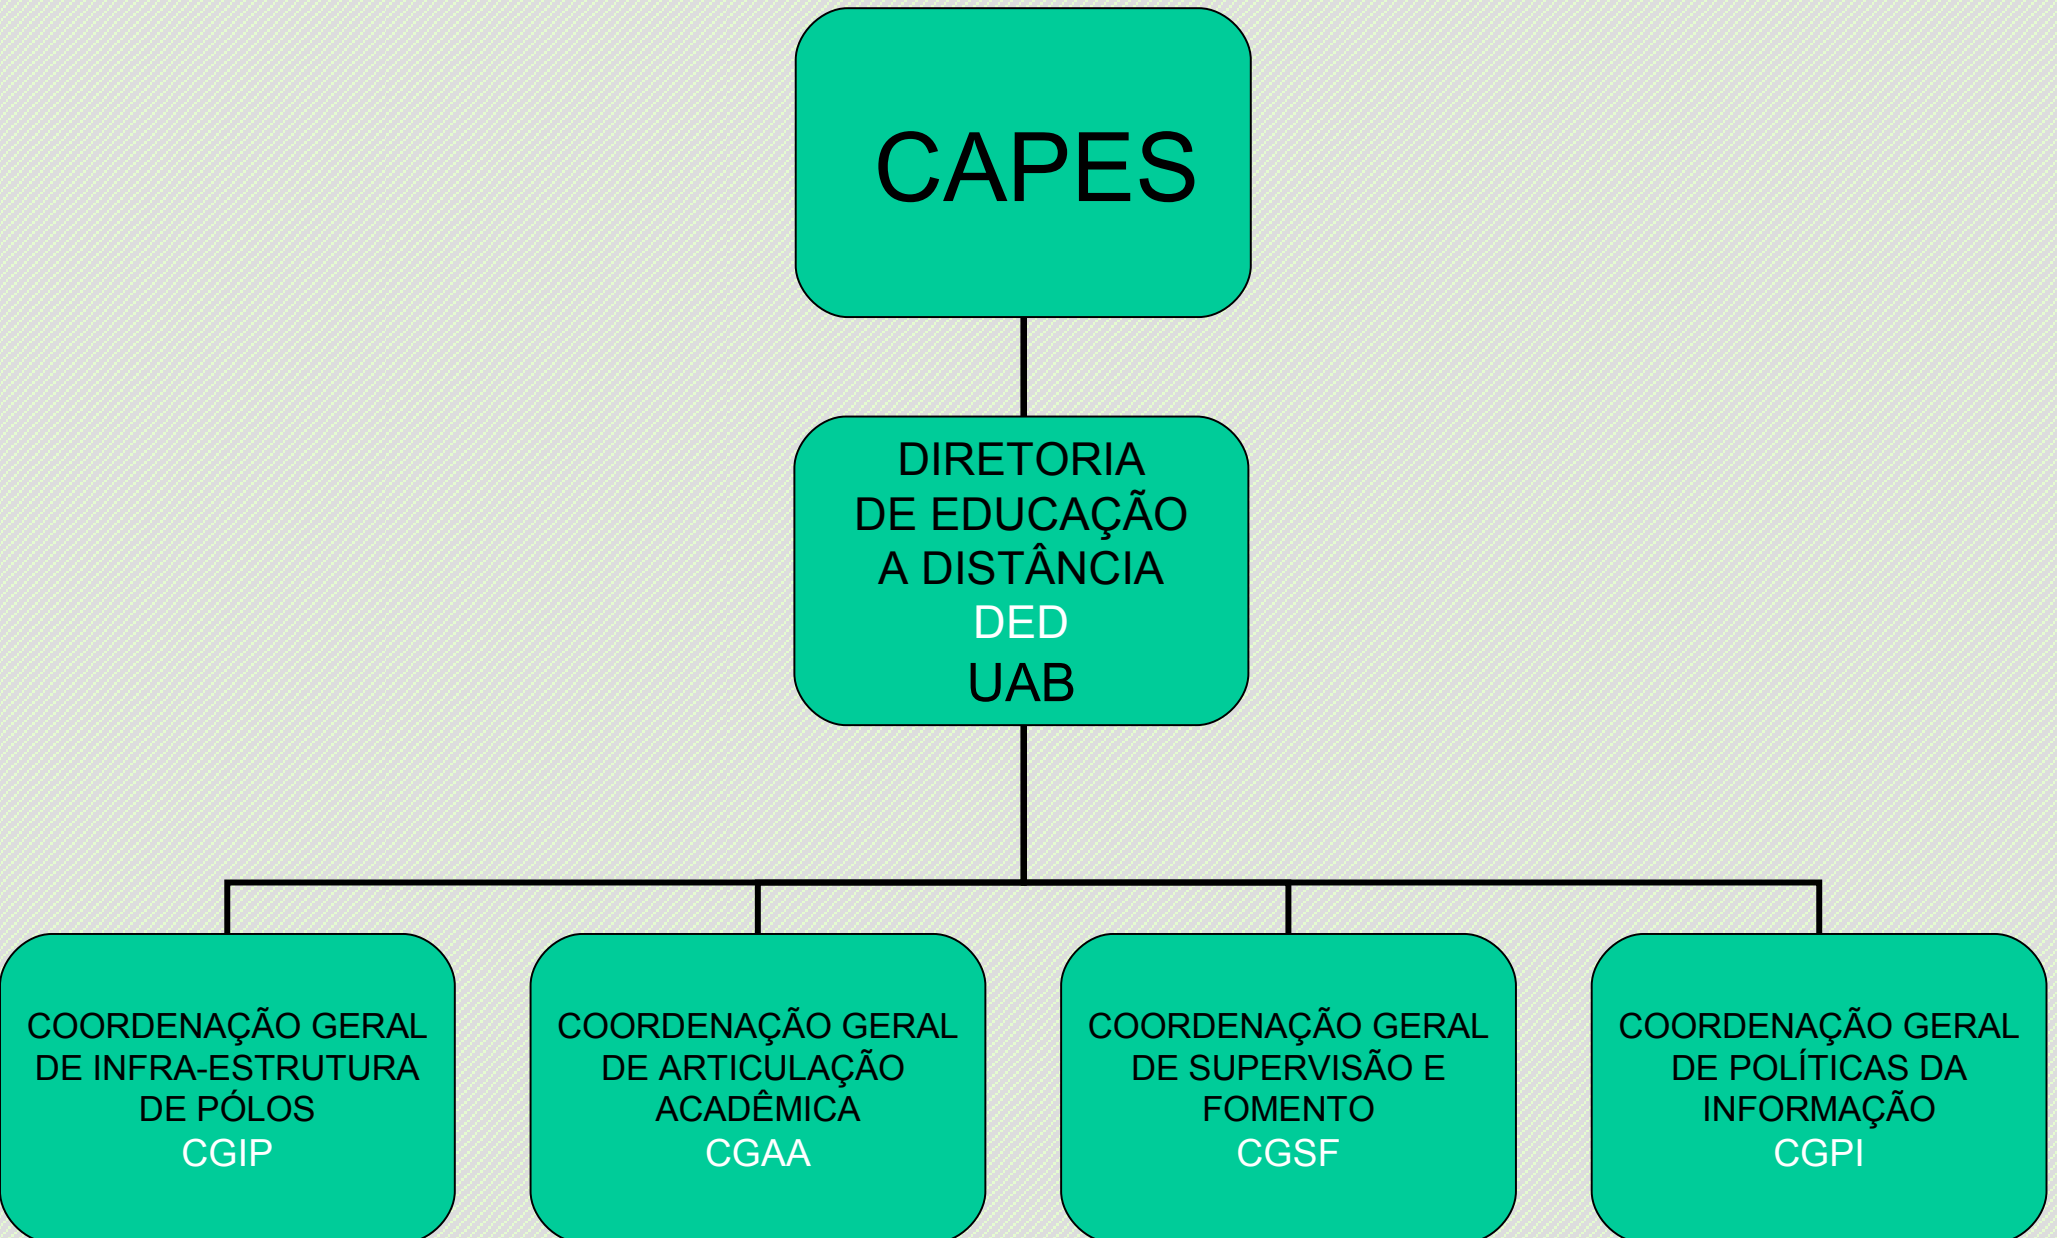 CAPES
DIRETORIA
DE EDUCAÇÃO
A DISTÂNCIA
DED
UAB
COORDENAÇÃO GERAL
DE INFRA-ESTRUTURA
DE PÓLOS
CGIP
COORDENAÇÃO GERAL
DE ARTICULAÇÃO
ACADÊMICA
CGAA
COORDENAÇÃO GERAL
DE SUPERVISÃO E
FOMENTO
CGSF
COORDENAÇÃO GERAL
DE POLÍTICAS DA
INFORMAÇÃO
CGPI